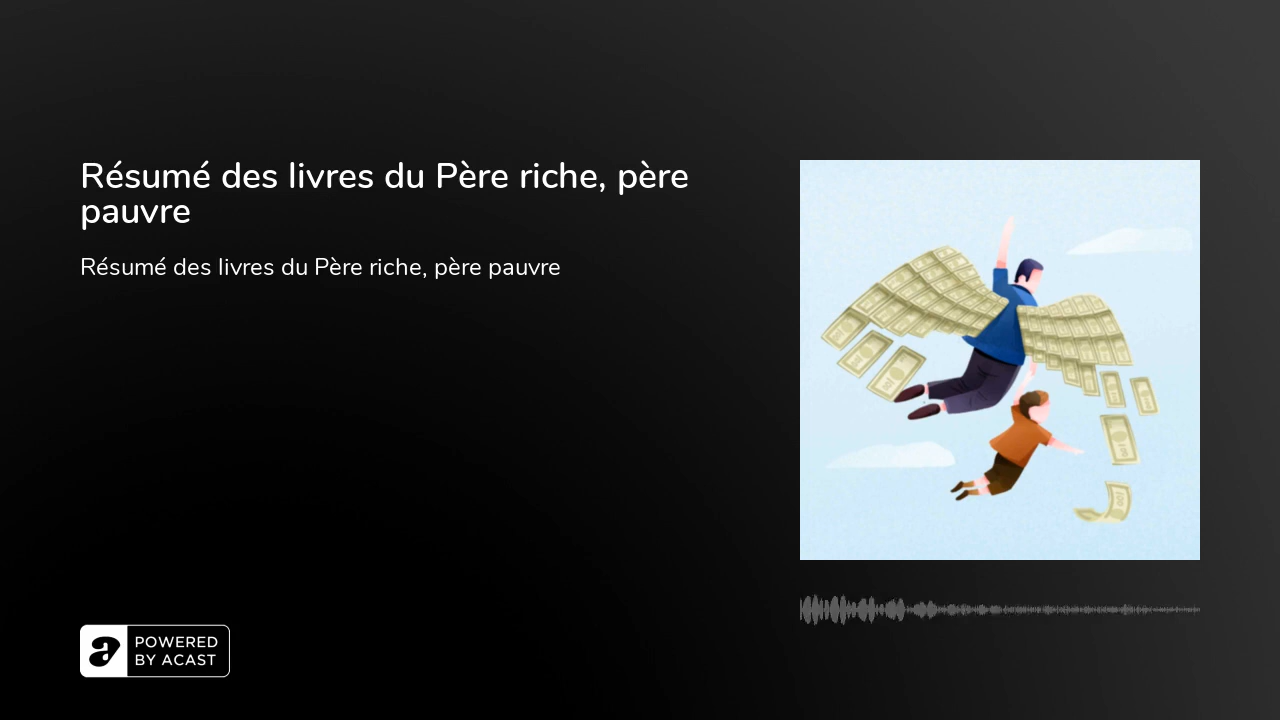 Résumé des livres du Père riche, père
pauvre
Résumé des livres du Père riche, père pauvre
POWERED
BY ACAST